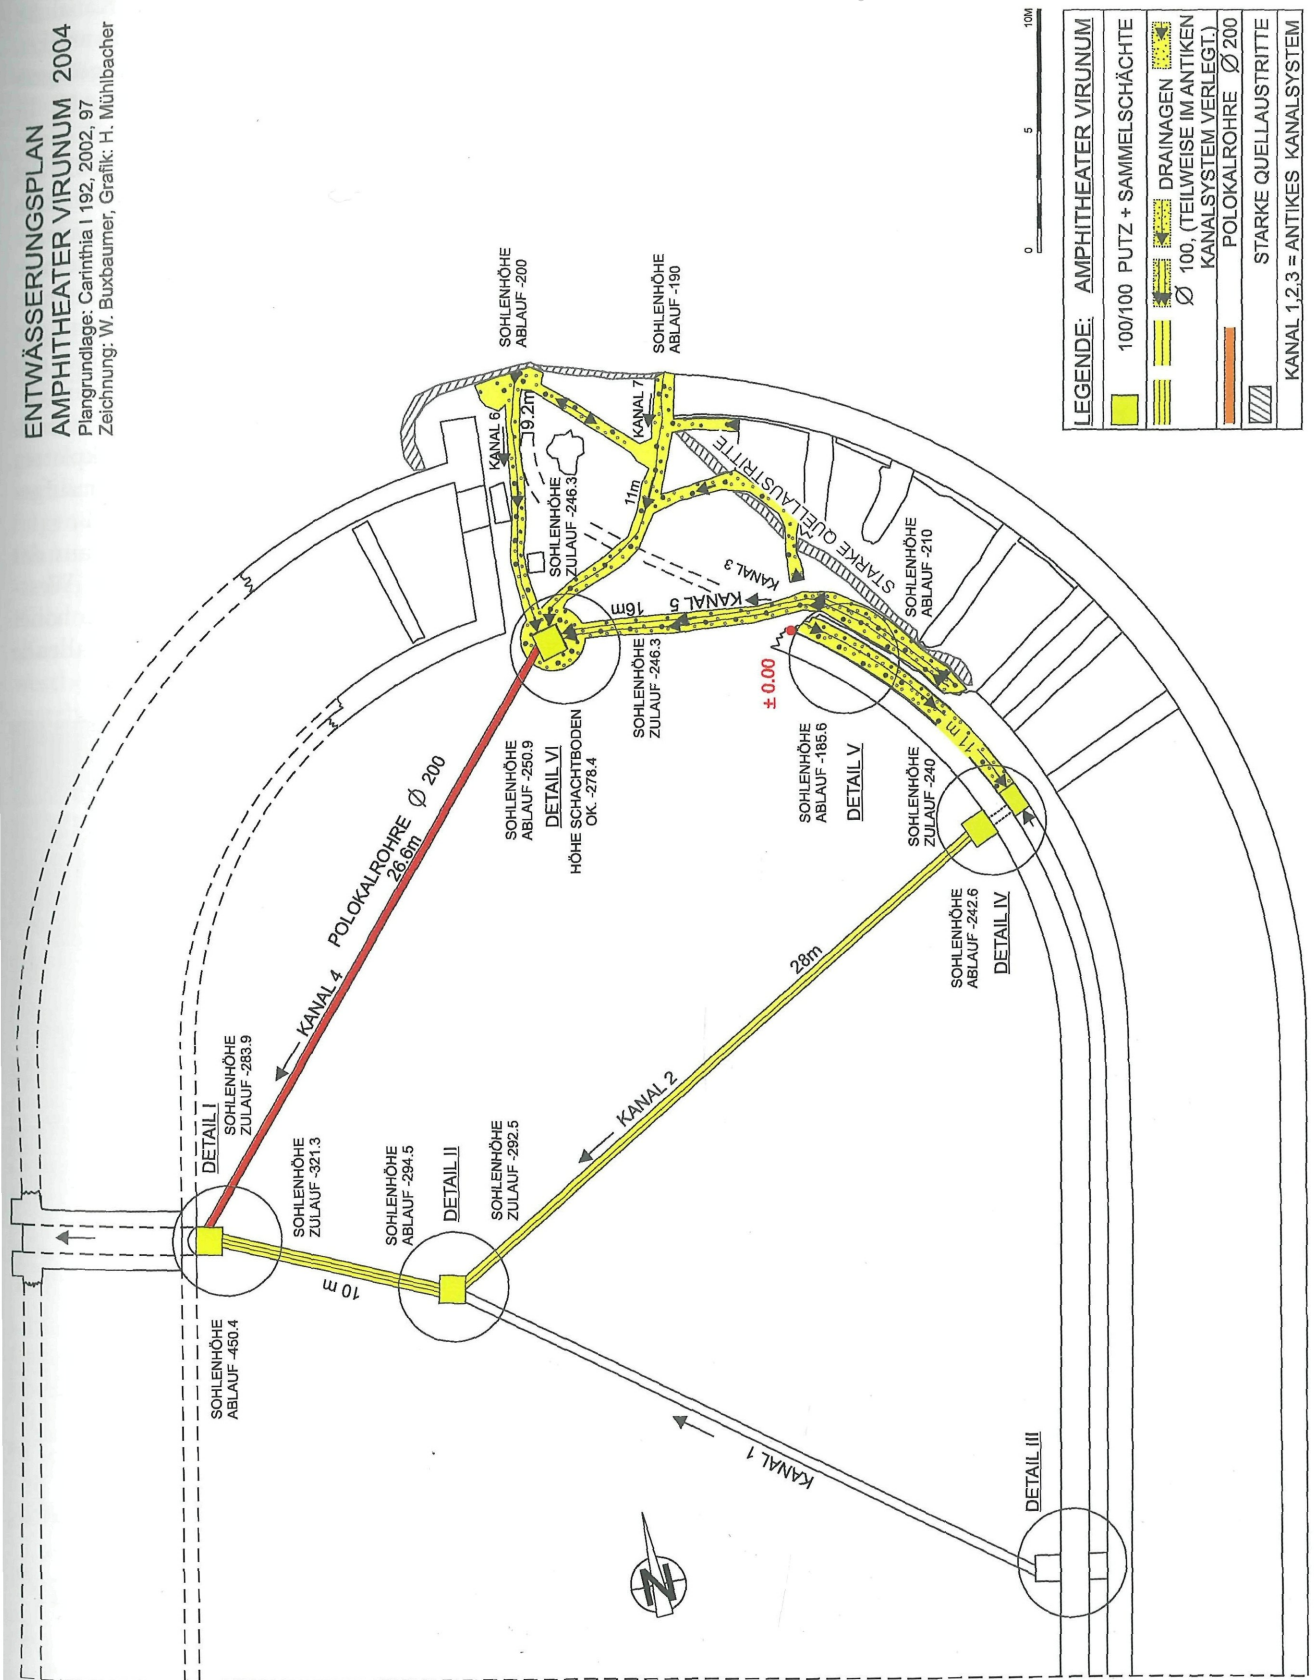 ENTWÄSSERUNGSPLAN
AMPHITHEATER VIRUNUM 2004
Plangrundlage: Carinthia I 192, 2002, 97
Zeichnung: W. Buxbaumer, Grafik: H. Mühlbacher
SOHLENHÖHE
ABLAUF -200
SOHLENHÖHE
ABLAUF -190
KANAL 6
9.2m
KANAL 7
11m
SOHLENHÖHE
ZULAUF -246.3
STARKE QUELLAUSTRITTE
KANAL 3
KANAL 5
16m
SOHLENHÖHE
ABLAUF -210
SOHLENHÖHE
ZULAUF -246.3
± 0.00
SOHLENHÖHE
ABLAUF -250.9
DETAIL VI
HÖHE SCHACHTBODEN
OK. -278.4
SOHLENHÖHE
ABLAUF -185.6
DETAIL V
SOHLENHÖHE
ZULAUF -240
11 m
POLOKALROHRE Ø 200
26.6m
KANAL 4
SOHLENHÖHE
ABLAUF -242.6
DETAIL IV
28m
KANAL 2
DETAIL I
SOHLENHÖHE
ZULAUF -283.9
SOHLENHÖHE
ZULAUF -321.3
SOHLENHÖHE
ABLAUF -294.5
DETAIL II
SOHLENHÖHE
ZULAUF -292.5
10 m
SOHLENHÖHE
ABLAUF -450.4
KANAL 1
DETAIL III
N
0 5 10M
LEGENDE: AMPHITHEATER VIRUNUM
100/100 PUTZ + SAMMELSCHÄCHTE
DRAINAGEN
Ø 100, (TEILWEISE IM ANTIKEN
KANALSYSTEM VERLEGT.)
POLOKALROHRE Ø 200
STARKE QUELLAUSTRITTE
KANAL 1,2,3 = ANTIKES KANALSYSTEM